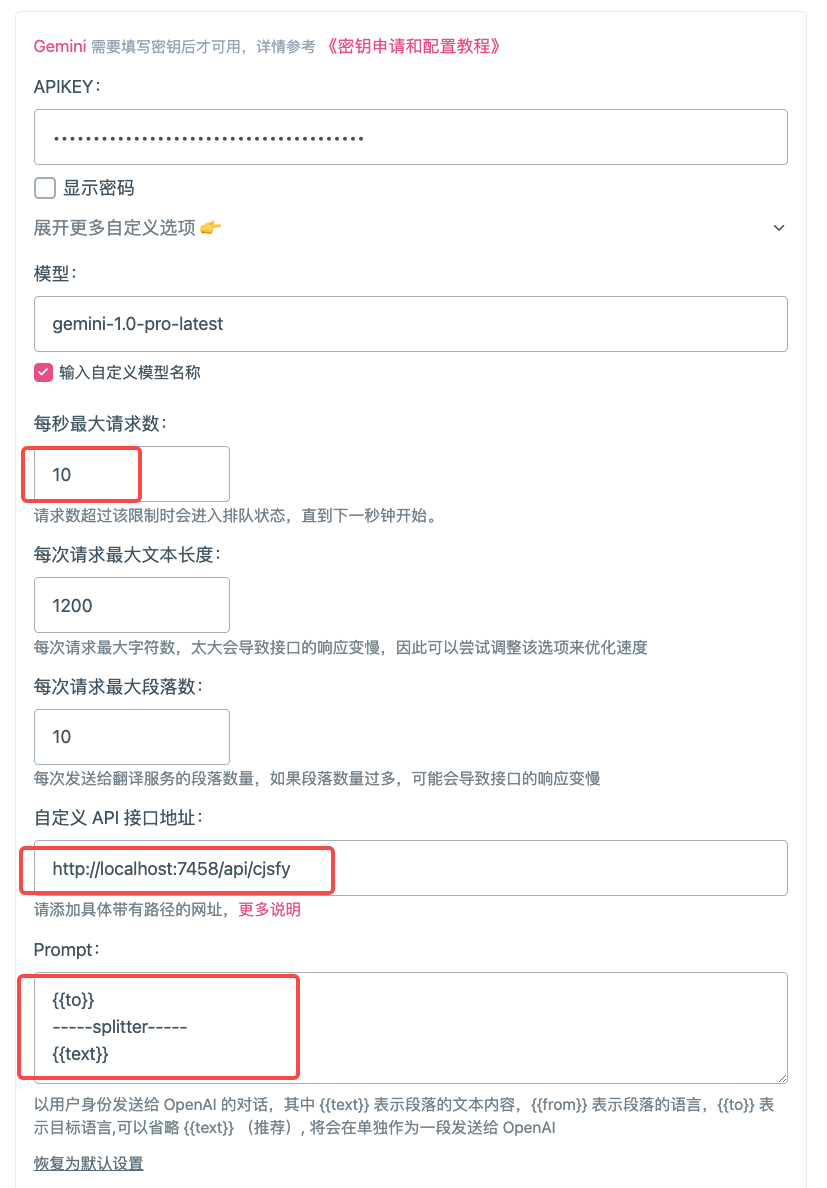 Gemini 需要填写密钥后才可用，详情参考 《密钥申请和配置教程》
APIKEY：
••••••••••••••••••••••••••••••••••••••
显示密码
展开更多自定义选项 👉
模型：
gemini-1.0-pro-latest
输入自定义模型名称
每秒最大请求数：
10
请求数超过该限制时会进入排队状态，直到下一秒钟开始。
每次请求最大文本长度：
1200
每次请求最大字符数，太大会导致接口的响应变慢，因此可以尝试调整该选项来优化速度
每次请求最大段落数：
10
每次发送给翻译服务的段落数量，如果段落数量过多，可能会导致接口的响应变慢
自定义 API 接口地址：
http://localhost:7458/api/cjsfy
请添加具体带有路径的网址，更多说明
Prompt：
{{to}}
-----splitter-----
{{text}}
以用户身份发送给 OpenAI 的对话，其中 {{text}} 表示段落的文本内容，{{from}} 表示段落的语言，{{to}} 表
示目标语言,可以省略 {{text}} （推荐）, 将会在单独作为一段发送给 OpenAI
恢复为默认设置